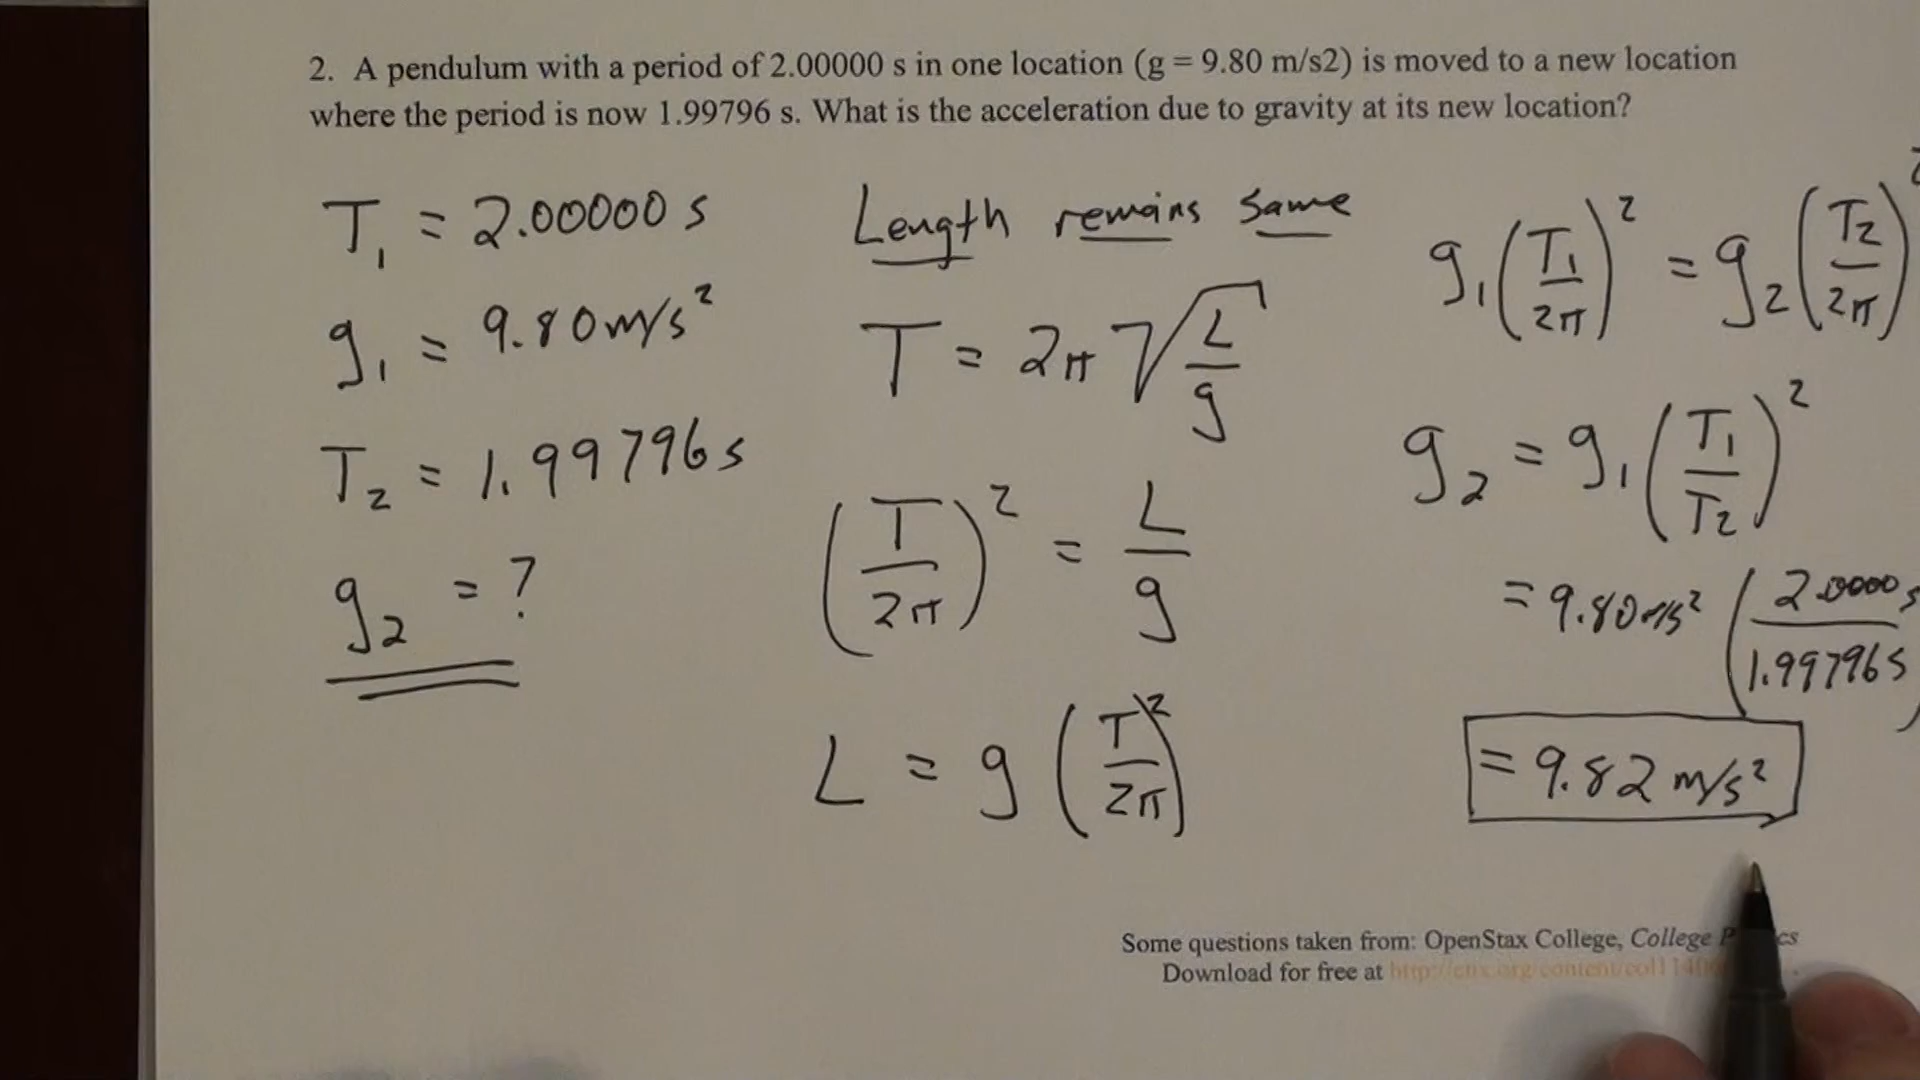 2. A pendulum with a period of 2.00000 s in one location (g = 9.80 m/s2) is moved to a new location
where the period is now 1.99796 s. What is the acceleration due to gravity at its new location?
T₁ = 2.00000 s
g₁ = 9.80 m/s²
T₂ = 1.99796 s
g₂ = ?
Length remains same
T = 2π √(L/g)
(T/2π)² = L/g
L = g (T/2π)²
g₁(T₁/2π)² = g₂(T₂/2π)²
g₂ = g₁(T₁/T₂)²
= 9.80 m/s² (2.0000 s/1.99796 s)
= 9.82 m/s²
Some questions taken from: OpenStax College, College
Download for free at